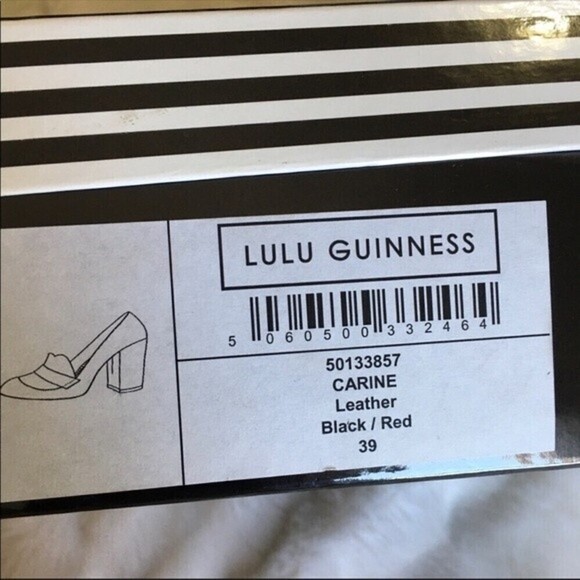 LULU GUINNESS
5 060500 332464
50133857
CARINE
Leather
Black / Red
39